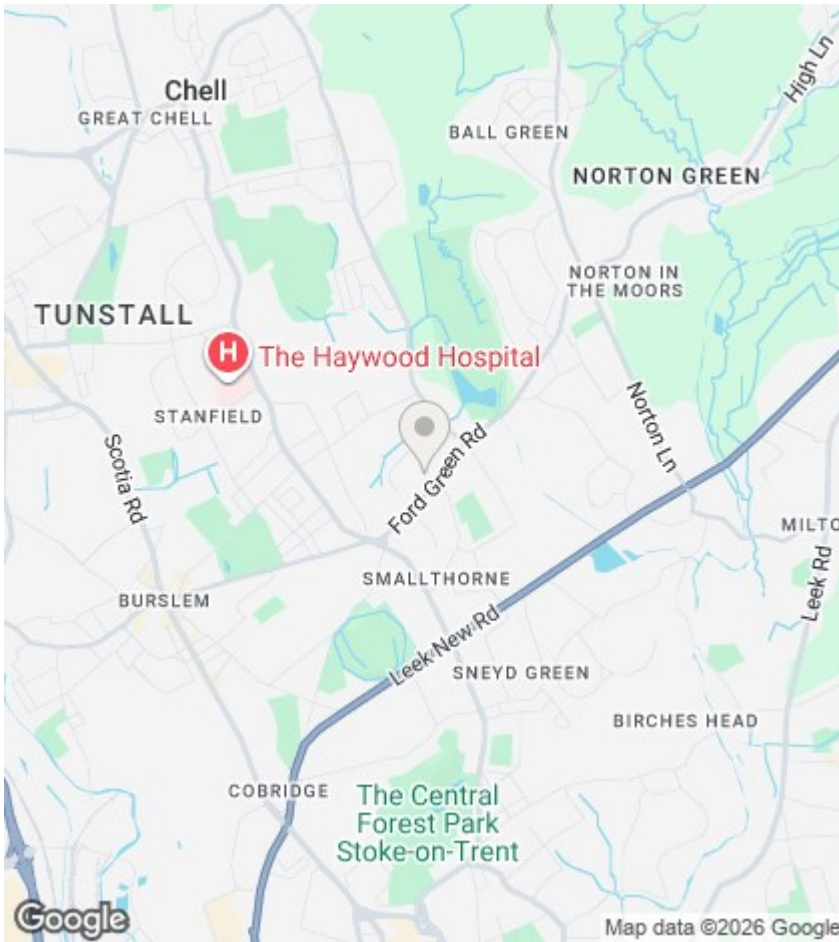 Chell
GREAT CHELL
High Ln
BALL GREEN
NORTON GREEN
NORTON IN
THE MOORS
TUNSTALL
H
The Haywood Hospital
STANFIELD
Norton Ln
Scotia Rd
Ford Green Rd
MILTO
Leek Rd
SMALLTHORNE
BURSLEM
Leek New Rd
SNEYD GREEN
BIRCHES HEAD
COBRIDGE
The Central
Forest Park
Stoke-on-Trent
Google
Map data ©2026 Google